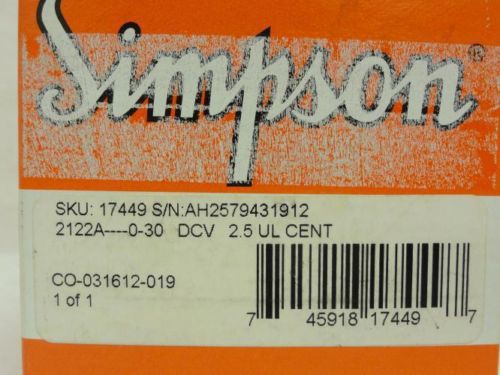 Simpson®
SKU: 17449 S/N:AH2579431912
2122A----0-30 DCV 2.5 UL CENT
CO-031612-019
1 of 1
7 45918 17449 7